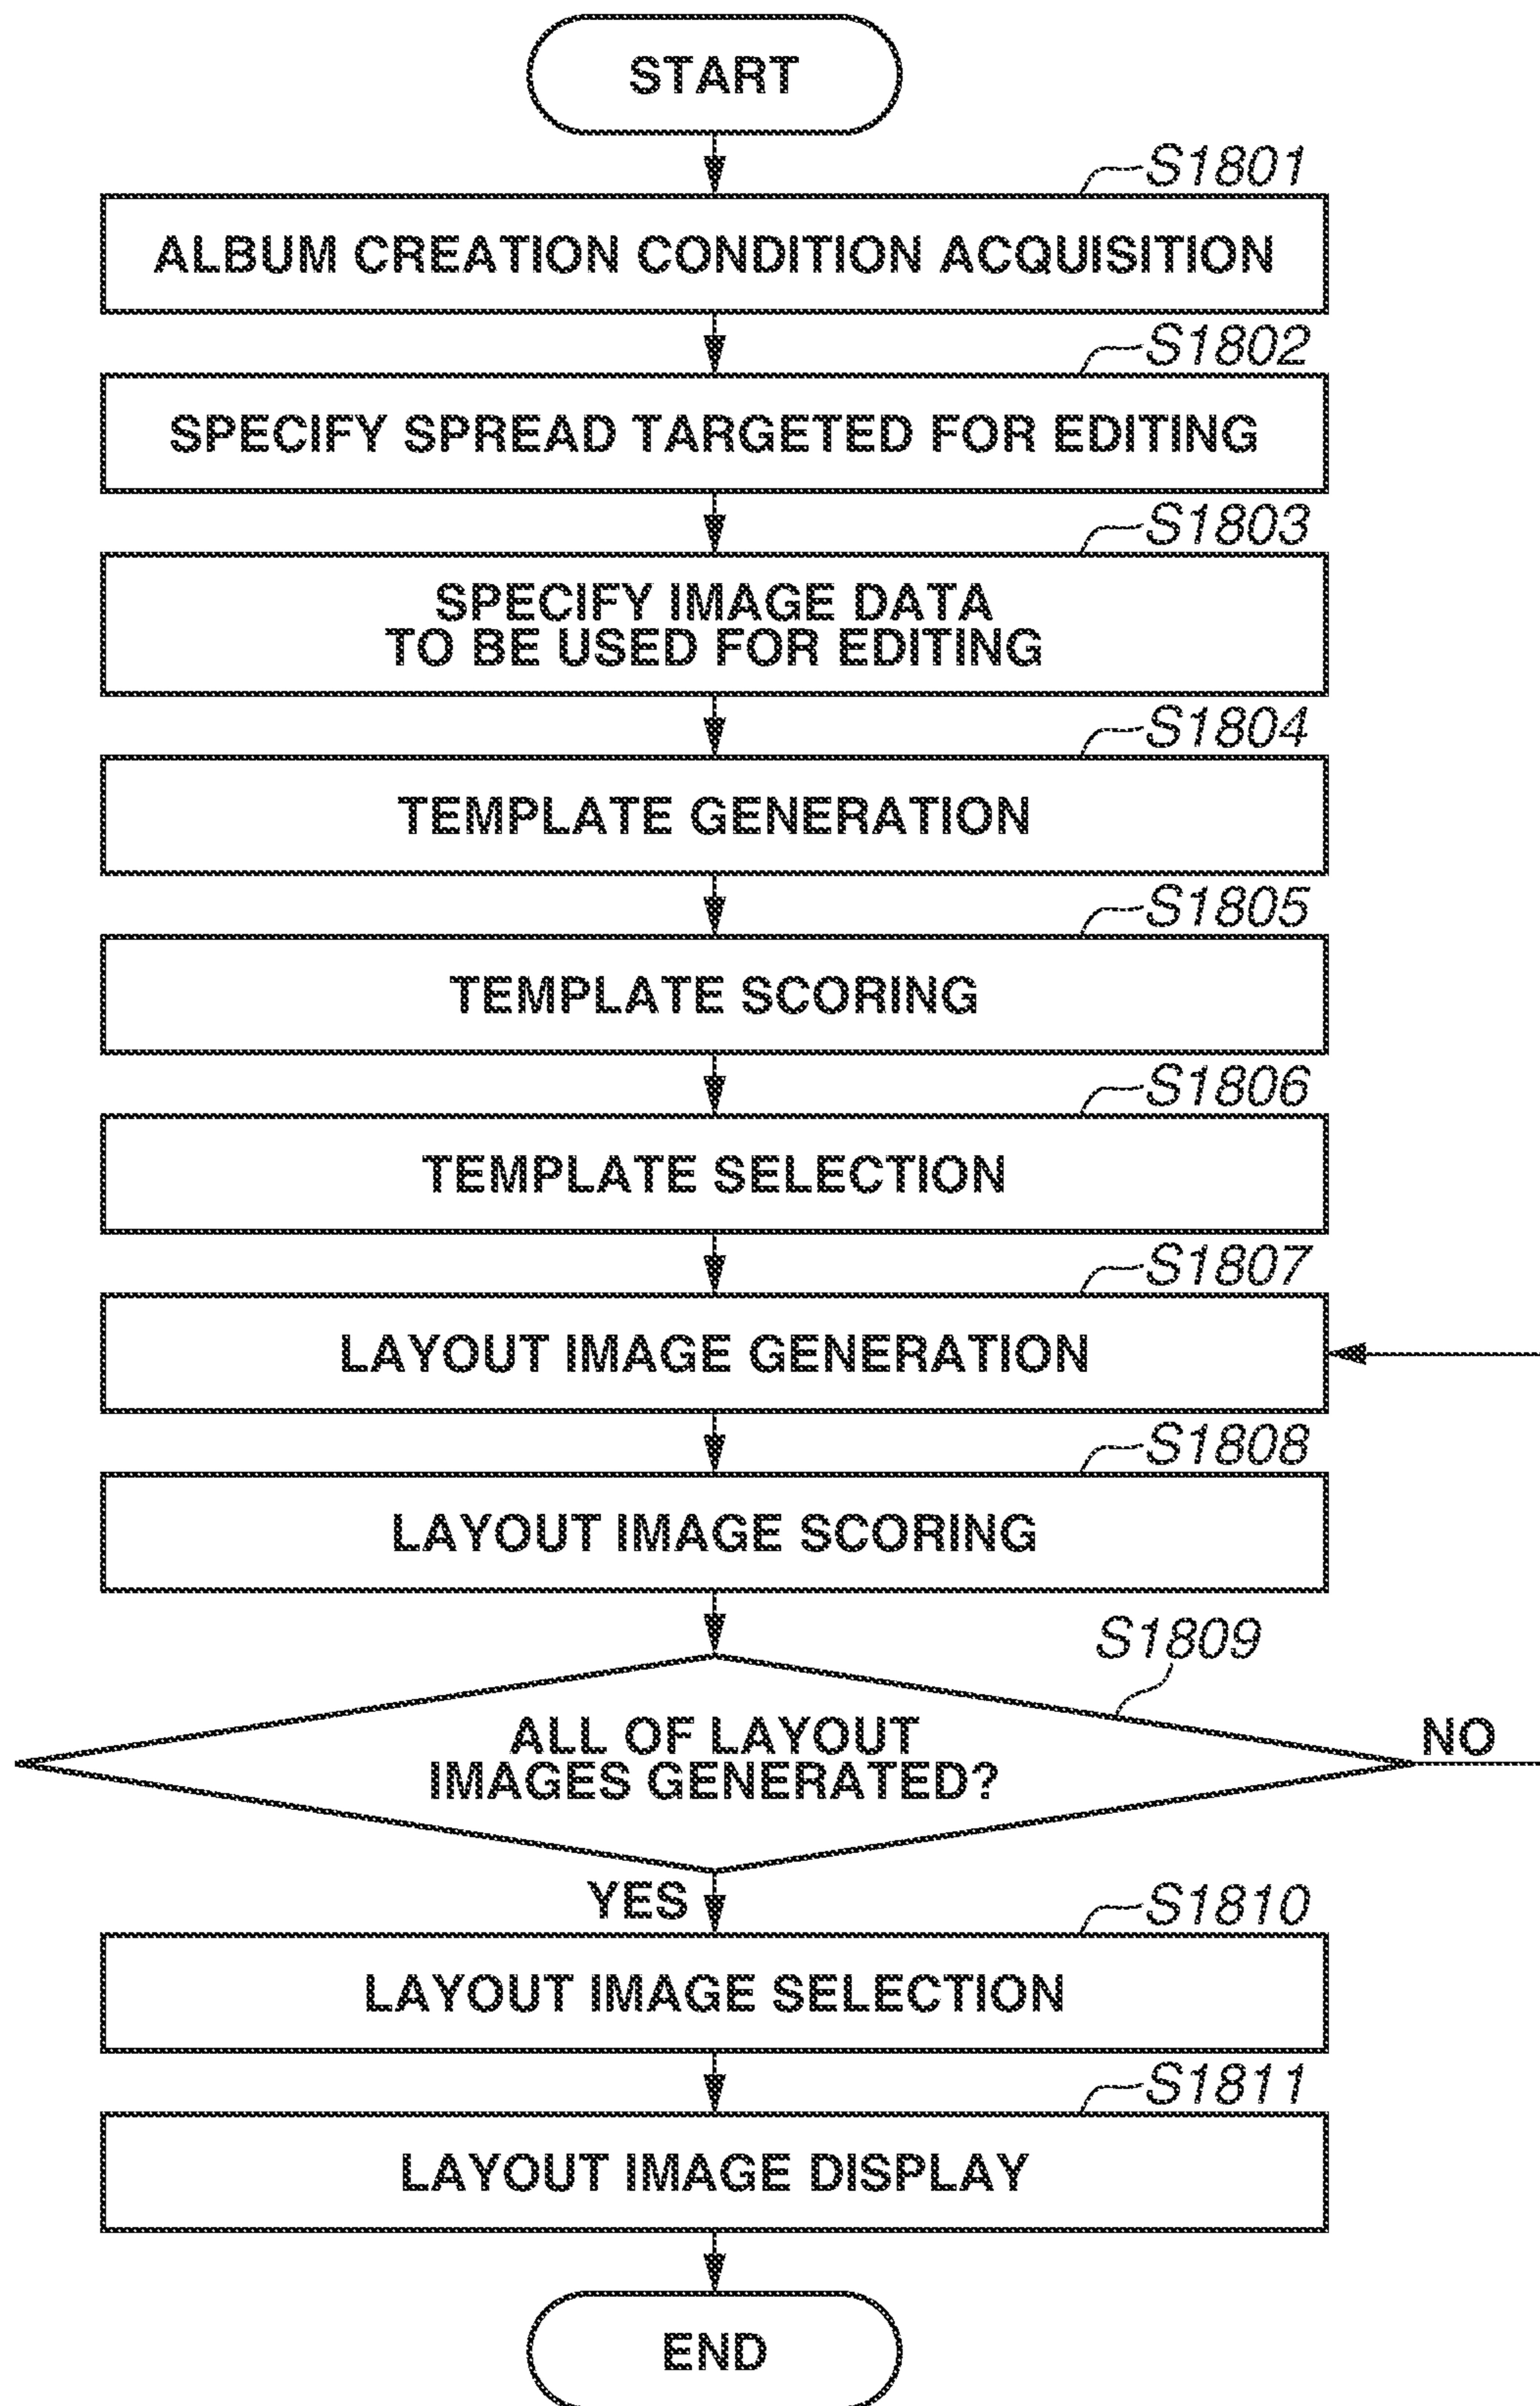 START
S1801
ALBUM CREATION CONDITION ACQUISITION
S1802
SPECIFY SPREAD TARGETED FOR EDITING
S1803
SPECIFY IMAGE DATA
TO BE USED FOR EDITING
S1804
TEMPLATE GENERATION
S1805
TEMPLATE SCORING
S1806
TEMPLATE SELECTION
S1807
LAYOUT IMAGE GENERATION
S1808
LAYOUT IMAGE SCORING
S1809
ALL OF LAYOUT
IMAGES GENERATED?
NO
YES
S1810
LAYOUT IMAGE SELECTION
S1811
LAYOUT IMAGE DISPLAY
END